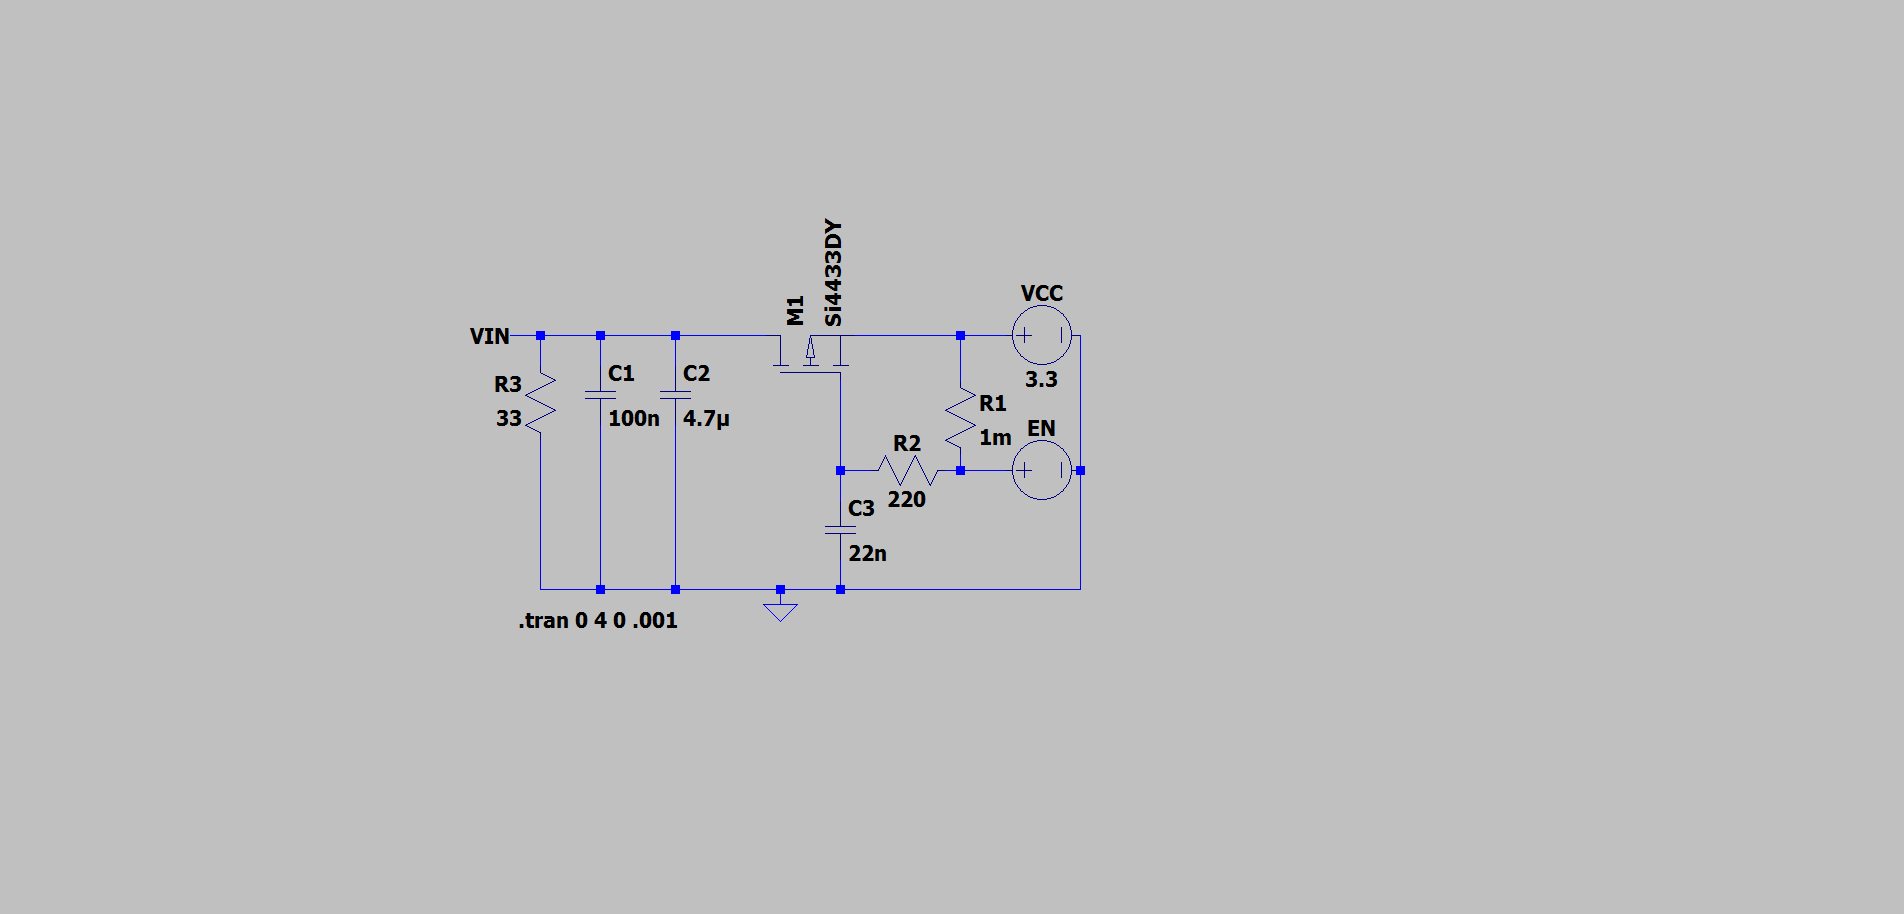 Si4433DY
M1
VCC
VIN
3.3
C1
C2
R3
33
100n
4.7µ
R1
1m
EN
R2
220
C3
22n
.tran 0 4 0 .001